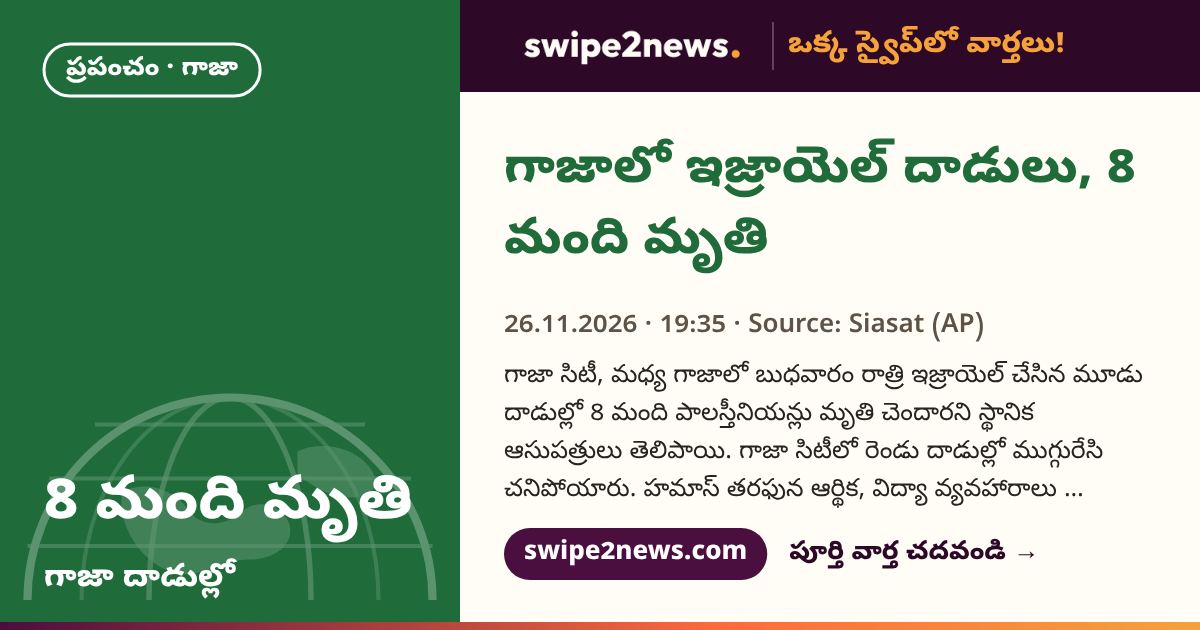 ప్రపంచం · గాజా
8 మంది మృతి
గాజా దాడుల్లో
swipe2news.
ఒక్క స్వైప్‌లో వార్తలు!
గాజాలో ఇజ్రాయెల్ దాడులు, 8
మంది మృతి
26.11.2026 · 19:35 · Source: Siasat (AP)
గాజా సిటీ, మధ్య గాజాలో బుధవారం రాత్రి ఇజ్రాయెల్ చేసిన మూడు
దాడుల్లో 8 మంది పాలస్తీనియన్లు మృతి చెందారని స్థానిక
ఆసుపత్రులు తెలిపాయి. గాజా సిటీలో రెండు దాడుల్లో ముగ్గురేసి
చనిపోయారు. హమాస్ తరఫున ఆర్థిక, విద్యా వ్యవహారాలు ...
swipe2news.com
పూర్తి వార్త చదవండి →